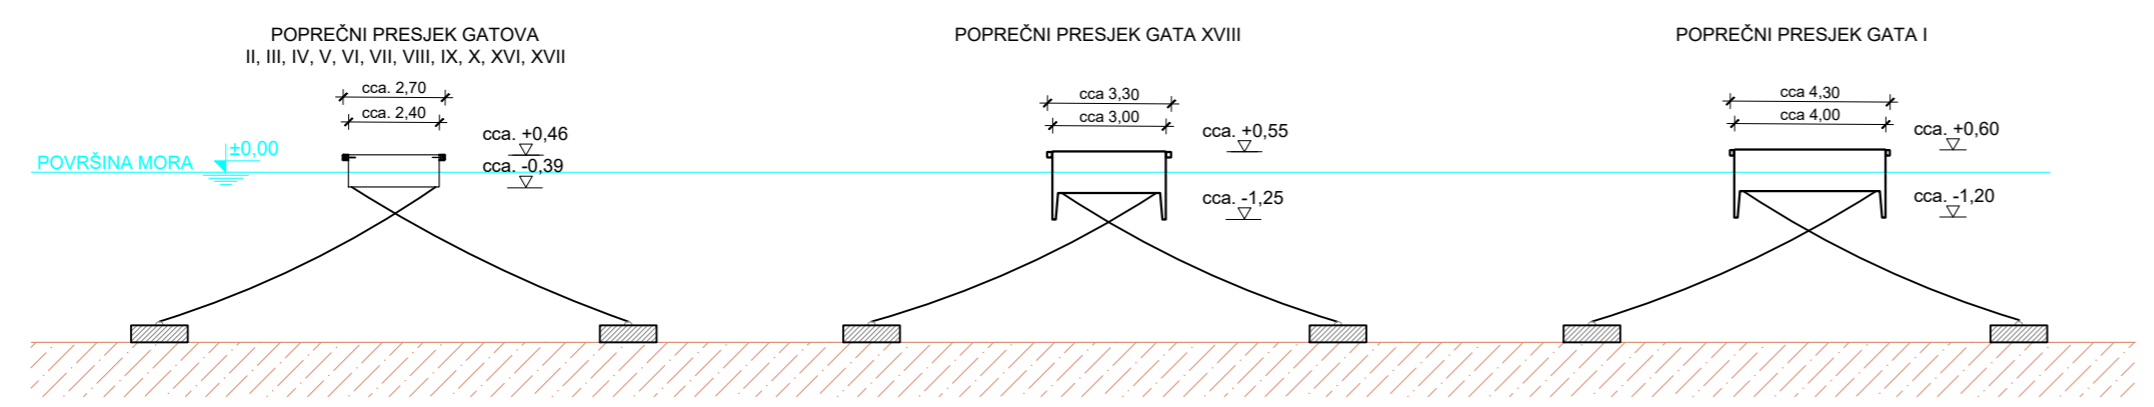 POPREČNI PRESJEK GATOVA
II, III, IV, V, VI, VII, VIII, IX, X, XVI, XVII
cca. 2,70
cca. 2,40
cca. +0,46
cca. -0,39
POVRŠINA MORA
±0,00
POPREČNI PRESJEK GATA XVIII
cca 3,30
cca 3,00
cca. +0,55
cca. -1,25
POPREČNI PRESJEK GATA I
cca 4,30
cca 4,00
cca. +0,60
cca. -1,20